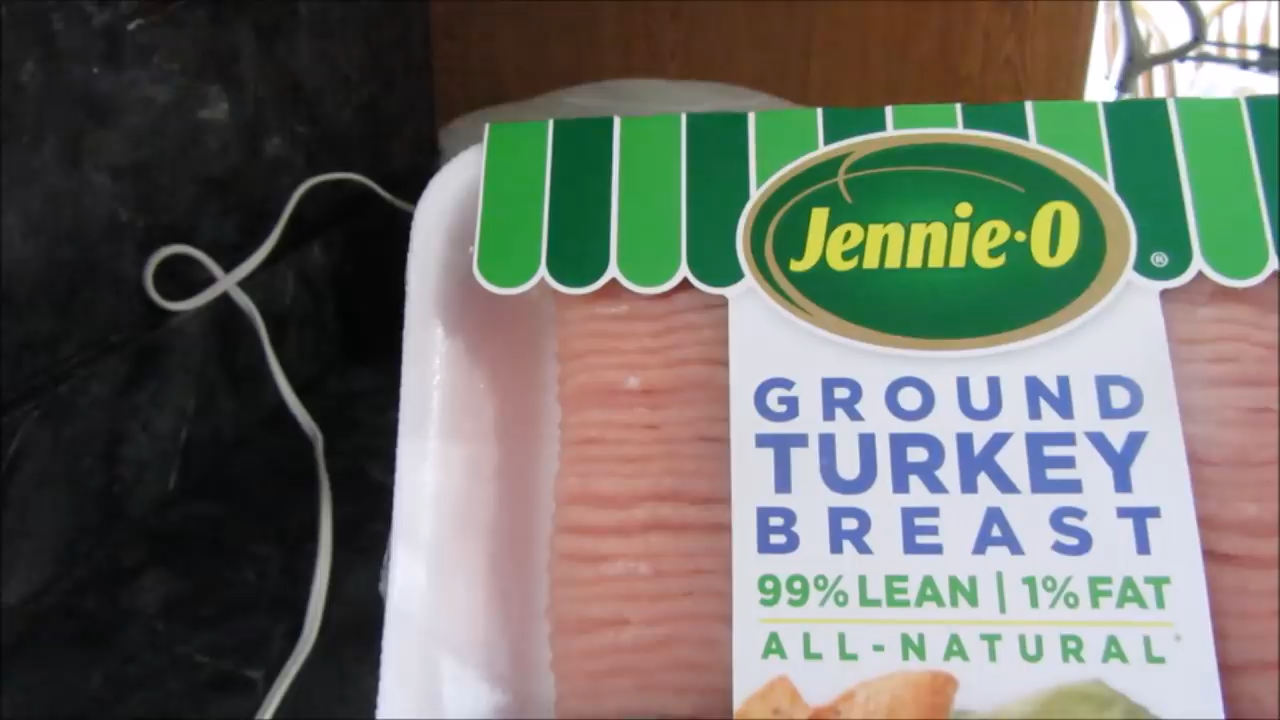 Jennie-O
®
GROUND
TURKEY
BREAST
99% LEAN | 1% FAT
ALL-NATURAL*